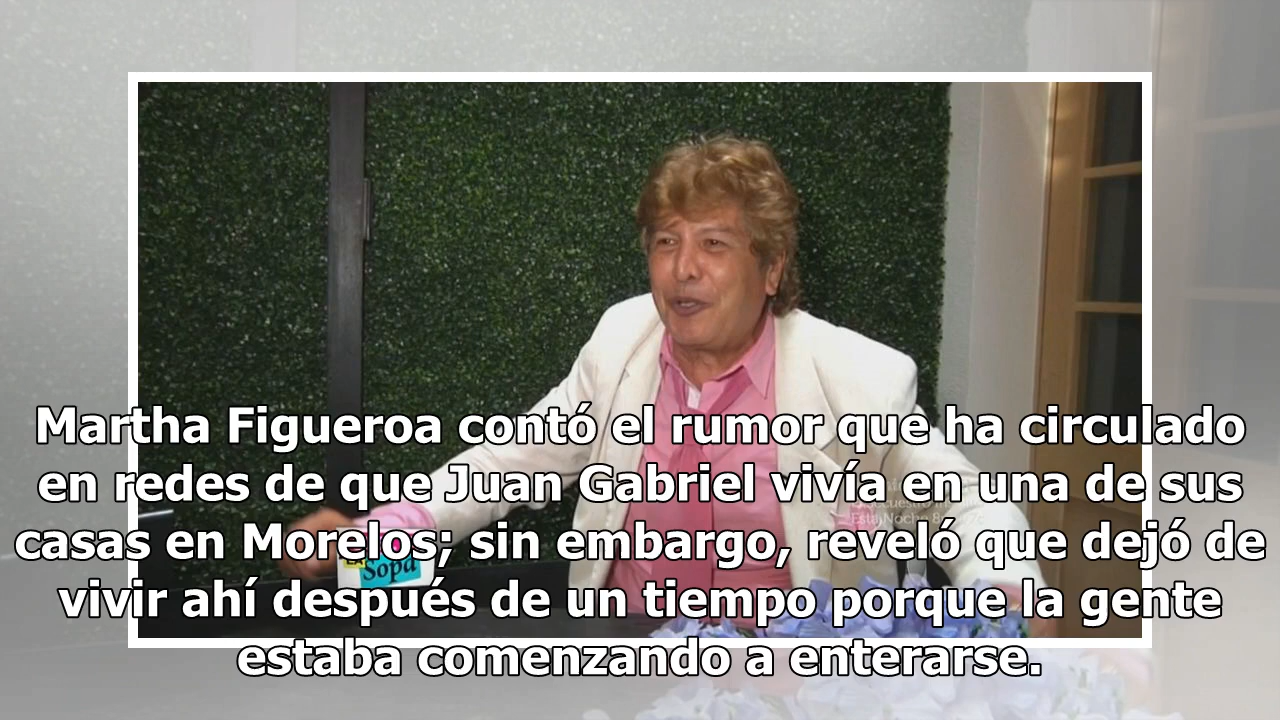 Martha Figueroa contó el rumor que ha circulado
en redes de que Juan Gabriel vivía en una de sus
casas en Morelos; sin embargo, reveló que dejó de
vivir ahí después de un tiempo porque la gente
estaba comenzando a enterarse.
Sopa